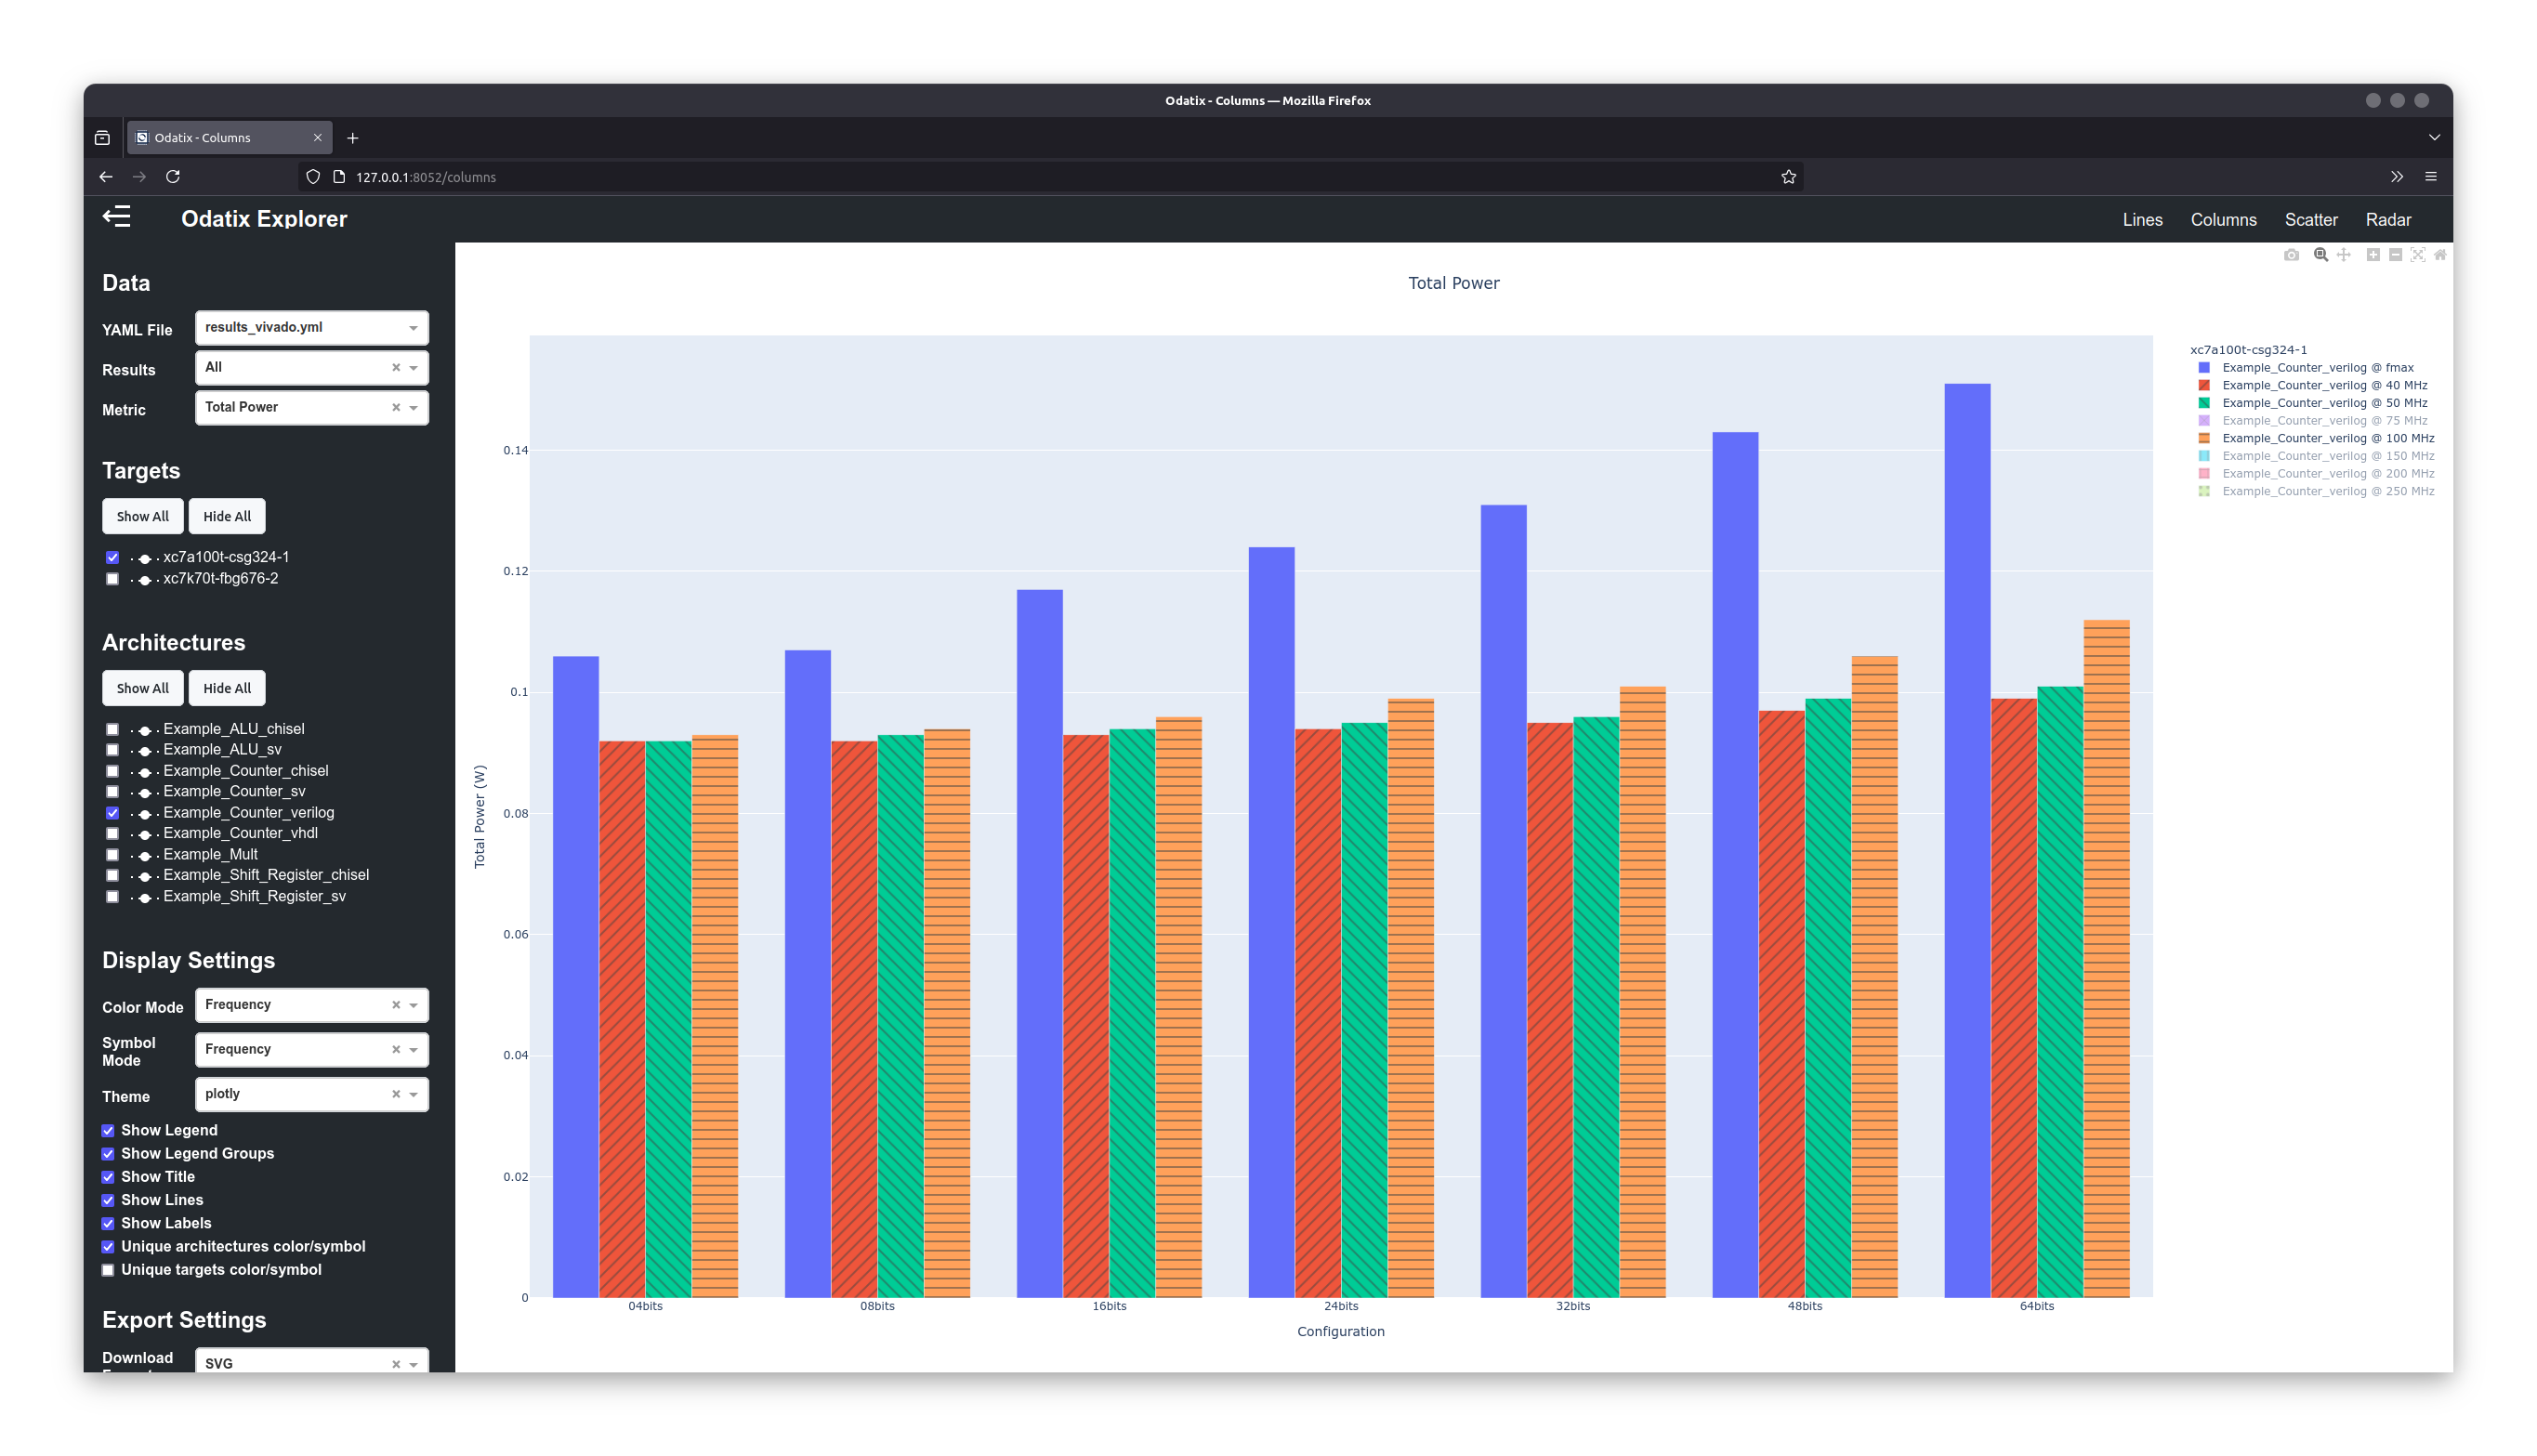 Odatix - Columns — Mozilla Firefox
Odatix - Columns
127.0.0.1:8052/columns
Odatix Explorer
Lines Columns Scatter Radar
Data
YAML File results_vivado.yml
Results All
Metric Total Power
Targets
Show All Hide All
xc7a100t-csg324-1
xc7k70t-fbg676-2
Architectures
Show All Hide All
Example_ALU_chisel
Example_ALU_sv
Example_Counter_chisel
Example_Counter_sv
Example_Counter_verilog
Example_Counter_vhdl
Example_Mult
Example_Shift_Register_chisel
Example_Shift_Register_sv
Display Settings
Color Mode Frequency
Symbol Mode Frequency
Theme plotly
Show Legend
Show Legend Groups
Show Title
Show Lines
Show Labels
Unique architectures color/symbol
Unique targets color/symbol
Export Settings
Download SVG
Total Power
Total Power (W)
0.14
0.12
0.1
0.08
0.06
0.04
0.02
0
04bits 08bits 16bits 24bits 32bits 48bits 64bits
Configuration
xc7a100t-csg324-1
Example_Counter_verilog @ fmax
Example_Counter_verilog @ 40 MHz
Example_Counter_verilog @ 50 MHz
Example_Counter_verilog @ 75 MHz
Example_Counter_verilog @ 100 MHz
Example_Counter_verilog @ 150 MHz
Example_Counter_verilog @ 200 MHz
Example_Counter_verilog @ 250 MHz